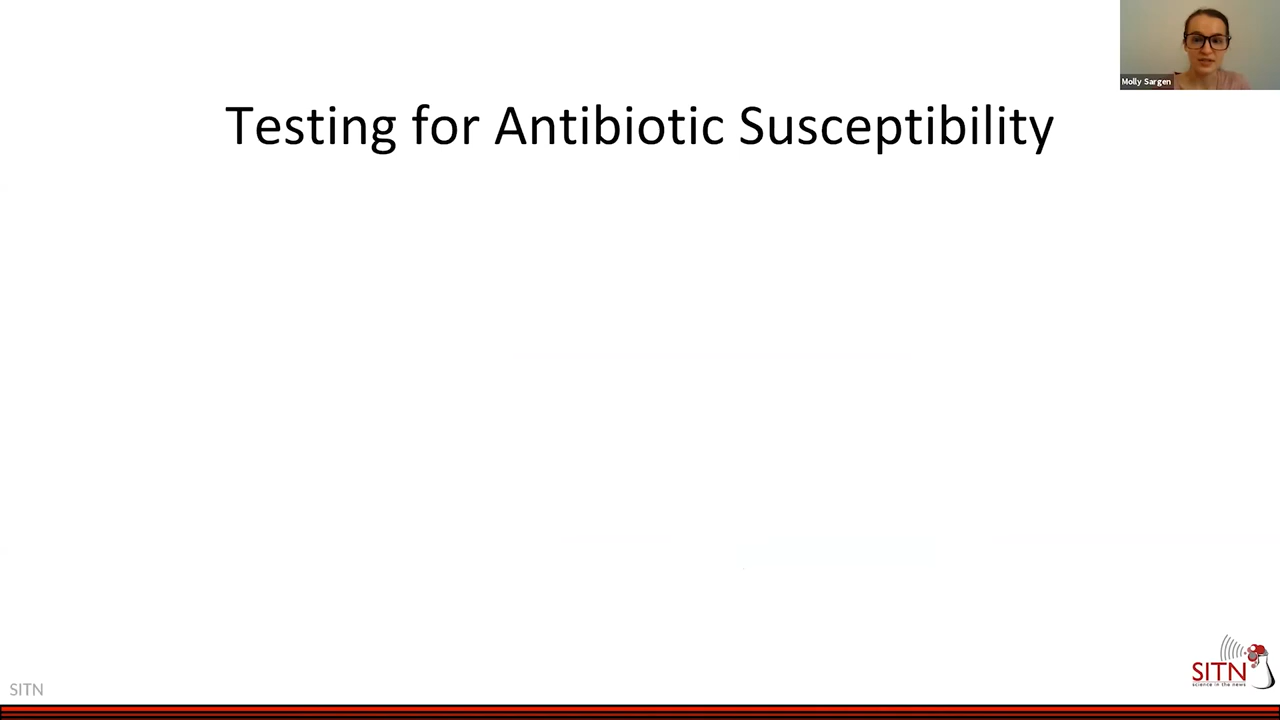 Molly Sargen
Testing for Antibiotic Susceptibility
SITN
SITN
science in the news